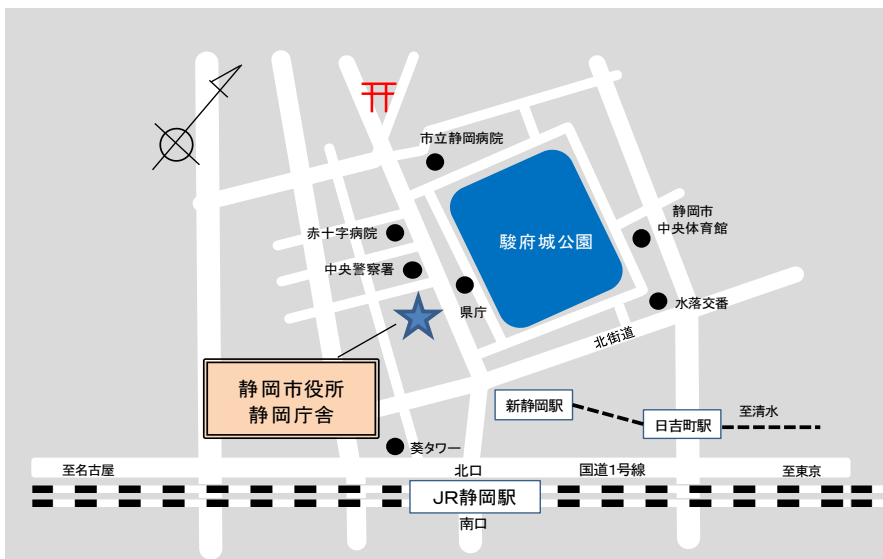 市立静岡病院
赤十字病院
中央警察署
県庁
駿府城公園
静岡市
中央体育館
水落交番
北街道
静岡市役所
静岡庁舎
新静岡駅
日吉町駅
至清水
葵タワー
至名古屋
北口
国道1号線
至東京
JR静岡駅
南口